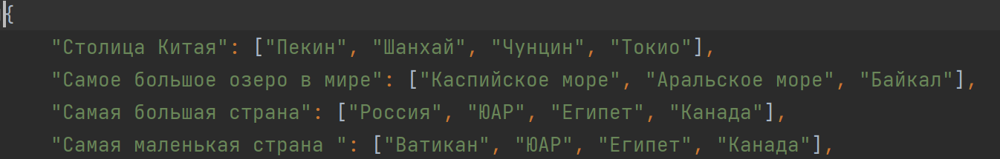 {
"Столица Китая": ["Пекин", "Шанхай", "Чунцин", "Токио"],
"Самое большое озеро в мире": ["Каспийское море", "Аральское море", "Байкал"],
"Самая большая страна": ["Россия", "ЮАР", "Египет", "Канада"],
"Самая маленькая страна ": ["Ватикан", "ЮАР", "Египет", "Канада"],